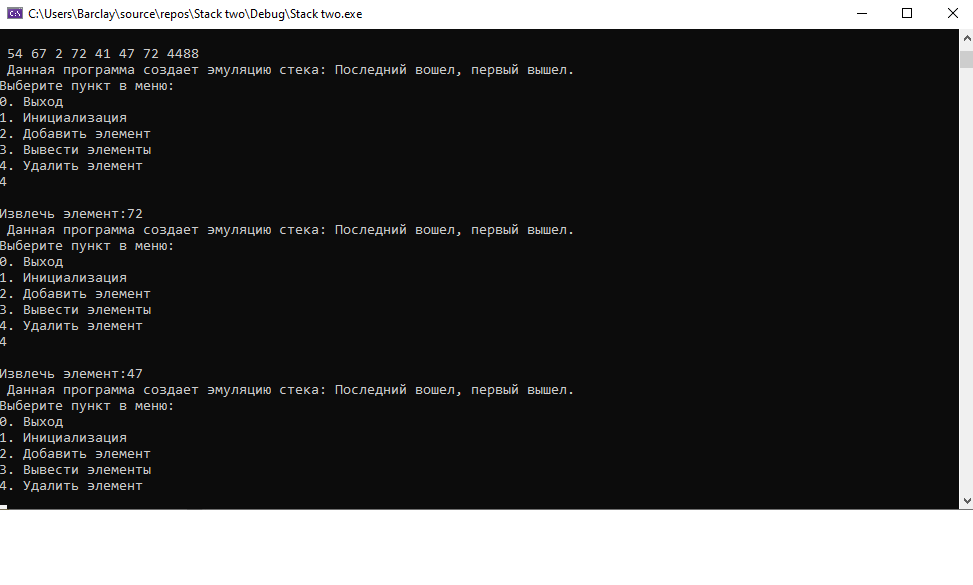 C:\Users\Barclay\source\repos\Stack two\Debug\Stack two.exe
54 67 2 72 41 47 72 4488
Данная программа создает эмуляцию стека: Последний вошел, первый вышел.
Выберите пункт в меню:
0. Выход
1. Инициализация
2. Добавить элемент
3. Вывести элементы
4. Удалить элемент
4
Извлечь элемент:72
Данная программа создает эмуляцию стека: Последний вошел, первый вышел.
Выберите пункт в меню:
0. Выход
1. Инициализация
2. Добавить элемент
3. Вывести элементы
4. Удалить элемент
4
Извлечь элемент:47
Данная программа создает эмуляцию стека: Последний вошел, первый вышел.
Выберите пункт в меню:
0. Выход
1. Инициализация
2. Добавить элемент
3. Вывести элементы
4. Удалить элемент